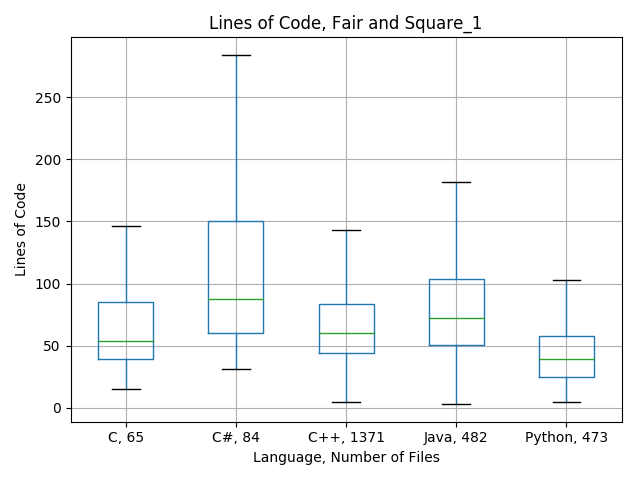 Lines of Code, Fair and Square_1
Lines of Code
250
200
150
100
50
0
C, 65
C#, 84
C++, 1371
Java, 482
Python, 473
Language, Number of Files